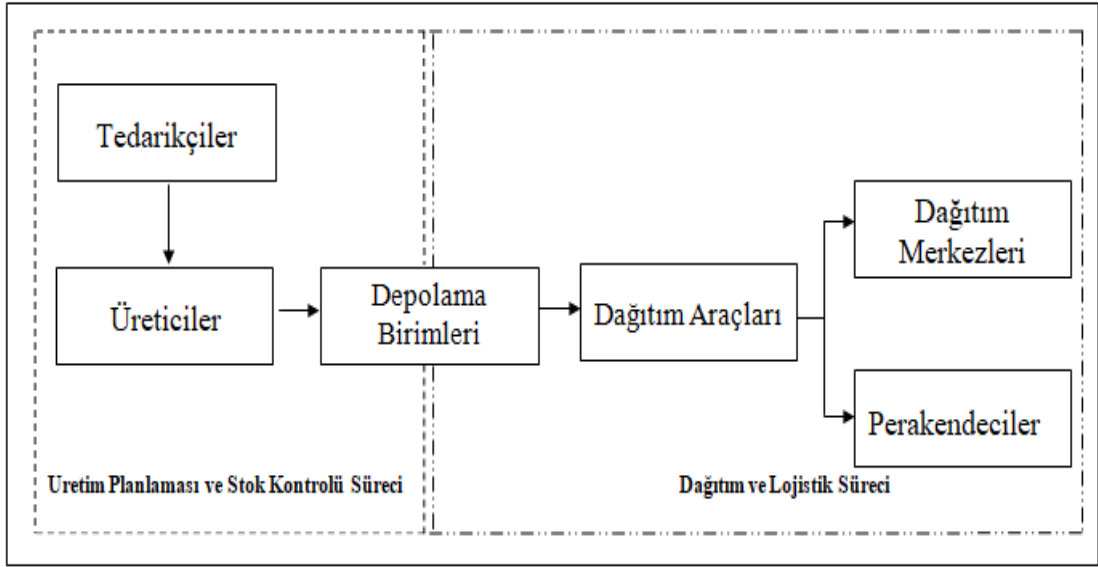 Tedarikçiler
Üreticiler
Depolama
Birimleri
Dağıtım Araçları
Dağıtım
Merkezleri
Perakendeciler
Uretim Planlaması ve Stok Kontrolü Süreci
Dağıtım ve Lojistik Süreci